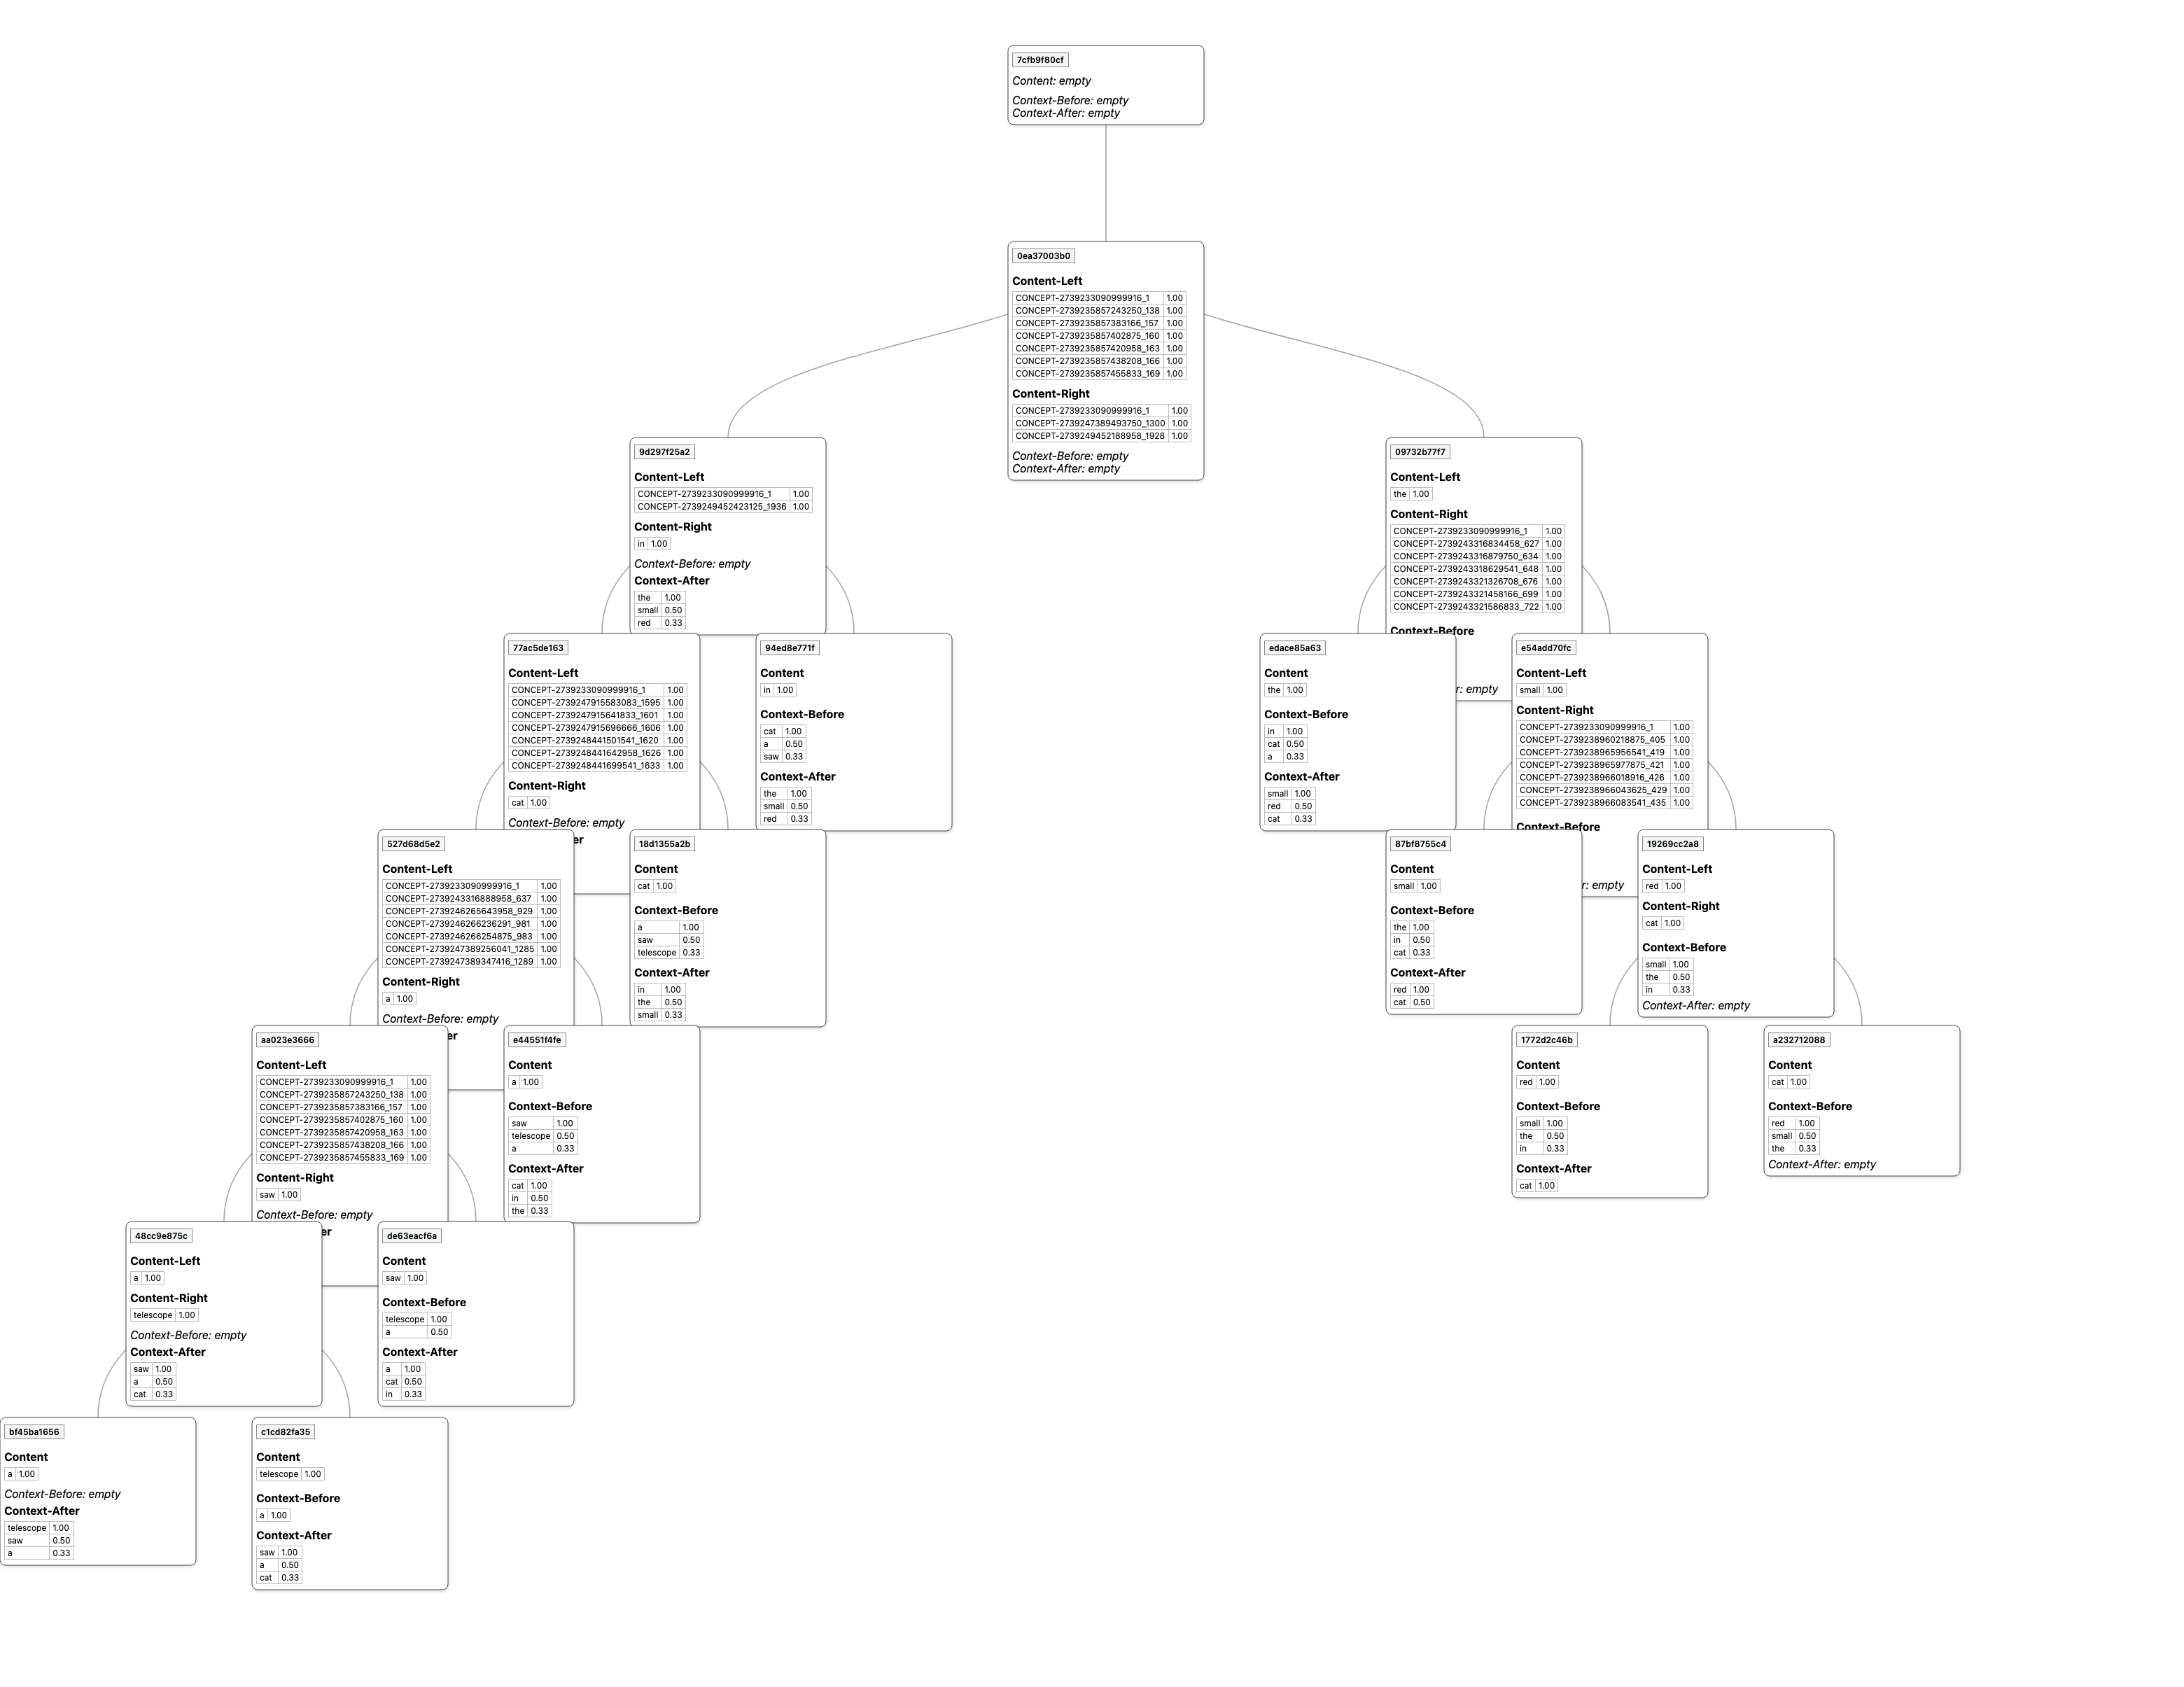 7cfb9f80cf
Content: empty
Context-Before: empty
Context-After: empty
0ea37003b0
Content-Left
CONCEPT-2739233090999916_1 1.00
CONCEPT-2739235857243250_138 1.00
CONCEPT-2739235857383166_157 1.00
CONCEPT-2739235857402875_160 1.00
CONCEPT-2739235857420958_163 1.00
CONCEPT-2739235857438208_166 1.00
CONCEPT-2739235857455833_169 1.00
Content-Right
CONCEPT-2739233090999916_1 1.00
CONCEPT-2739247389493750_1300 1.00
CONCEPT-2739249452188958_1928 1.00
Context-Before: empty
Context-After: empty
9d297f25a2
Content-Left
CONCEPT-2739233090999916_1 1.00
CONCEPT-2739249452423125_1936 1.00
Content-Right
in 1.00
Context-Before: empty
Context-After
the 1.00
small 0.50
red 0.33
09732b77f7
Content-Left
the 1.00
Content-Right
CONCEPT-2739233090999916_1 1.00
CONCEPT-2739243316834458_627 1.00
CONCEPT-2739243316879750_634 1.00
CONCEPT-2739243318629541_648 1.00
CONCEPT-2739243321326708_676 1.00
CONCEPT-2739243321458166_699 1.00
CONCEPT-2739243321586833_722 1.00
Context-Before
r: empty
77ac5de163
Content-Left
CONCEPT-2739233090999916_1 1.00
CONCEPT-2739247915583083_1595 1.00
CONCEPT-2739247915641833_1601 1.00
CONCEPT-2739247915696666_1606 1.00
CONCEPT-2739248441501541_1620 1.00
CONCEPT-2739248441642958_1626 1.00
CONCEPT-2739248441699541_1633 1.00
Content-Right
cat 1.00
Context-Before: empty
er
94ed8e771f
Content
in 1.00
Context-Before
cat 1.00
a 0.50
saw 0.33
Context-After
the 1.00
small 0.50
red 0.33
edace85a63
Content
the 1.00
Context-Before
in 1.00
cat 0.50
a 0.33
Context-After
small 1.00
red 0.50
cat 0.33
e54add70fc
Content-Left
small 1.00
Content-Right
CONCEPT-2739233090999916_1 1.00
CONCEPT-2739238960218875_405 1.00
CONCEPT-2739238965956541_419 1.00
CONCEPT-2739238965977875_421 1.00
CONCEPT-2739238966018916_426 1.00
CONCEPT-2739238966043625_429 1.00
CONCEPT-2739238966083541_435 1.00
Context-Before
r: empty
527d68d5e2
Content-Left
CONCEPT-2739233090999916_1 1.00
CONCEPT-2739243316888958_637 1.00
CONCEPT-2739246265643958_929 1.00
CONCEPT-2739246266236291_981 1.00
CONCEPT-2739246266254875_983 1.00
CONCEPT-2739247389256041_1285 1.00
CONCEPT-2739247389347416_1289 1.00
Content-Right
a 1.00
Context-Before: empty
er
18d1355a2b
Content
cat 1.00
Context-Before
a 1.00
saw 0.50
telescope 0.33
Context-After
in 1.00
the 0.50
small 0.33
87bf8755c4
Content
small 1.00
Context-Before
the 1.00
in 0.50
cat 0.33
Context-After
red 1.00
cat 0.50
19269cc2a8
Content-Left
red 1.00
Content-Right
cat 1.00
Context-Before
small 1.00
the 0.50
in 0.33
Context-After: empty
aa023e3666
Content-Left
CONCEPT-2739233090999916_1 1.00
CONCEPT-2739235857243250_138 1.00
CONCEPT-2739235857383166_157 1.00
CONCEPT-2739235857402875_160 1.00
CONCEPT-2739235857420958_163 1.00
CONCEPT-2739235857438208_166 1.00
CONCEPT-2739235857455833_169 1.00
Content-Right
saw 1.00
Context-Before: empty
er
e44551f4fe
Content
a 1.00
Context-Before
saw 1.00
telescope 0.50
a 0.33
Context-After
cat 1.00
in 0.50
the 0.33
1772d2c46b
Content
red 1.00
Context-Before
small 1.00
the 0.50
in 0.33
Context-After
cat 1.00
a232712088
Content
cat 1.00
Context-Before
red 1.00
small 0.50
the 0.33
Context-After: empty
48cc9e875c
Content-Left
a 1.00
Content-Right
telescope 1.00
Context-Before: empty
Context-After
saw 1.00
a 0.50
cat 0.33
de63eacf6a
Content
saw 1.00
Context-Before
telescope 1.00
a 0.50
Context-After
a 1.00
cat 0.50
in 0.33
bf45ba1656
Content
a 1.00
Context-Before: empty
Context-After
telescope 1.00
saw 0.50
a 0.33
c1cd82fa35
Content
telescope 1.00
Context-Before
a 1.00
Context-After
saw 1.00
a 0.50
cat 0.33